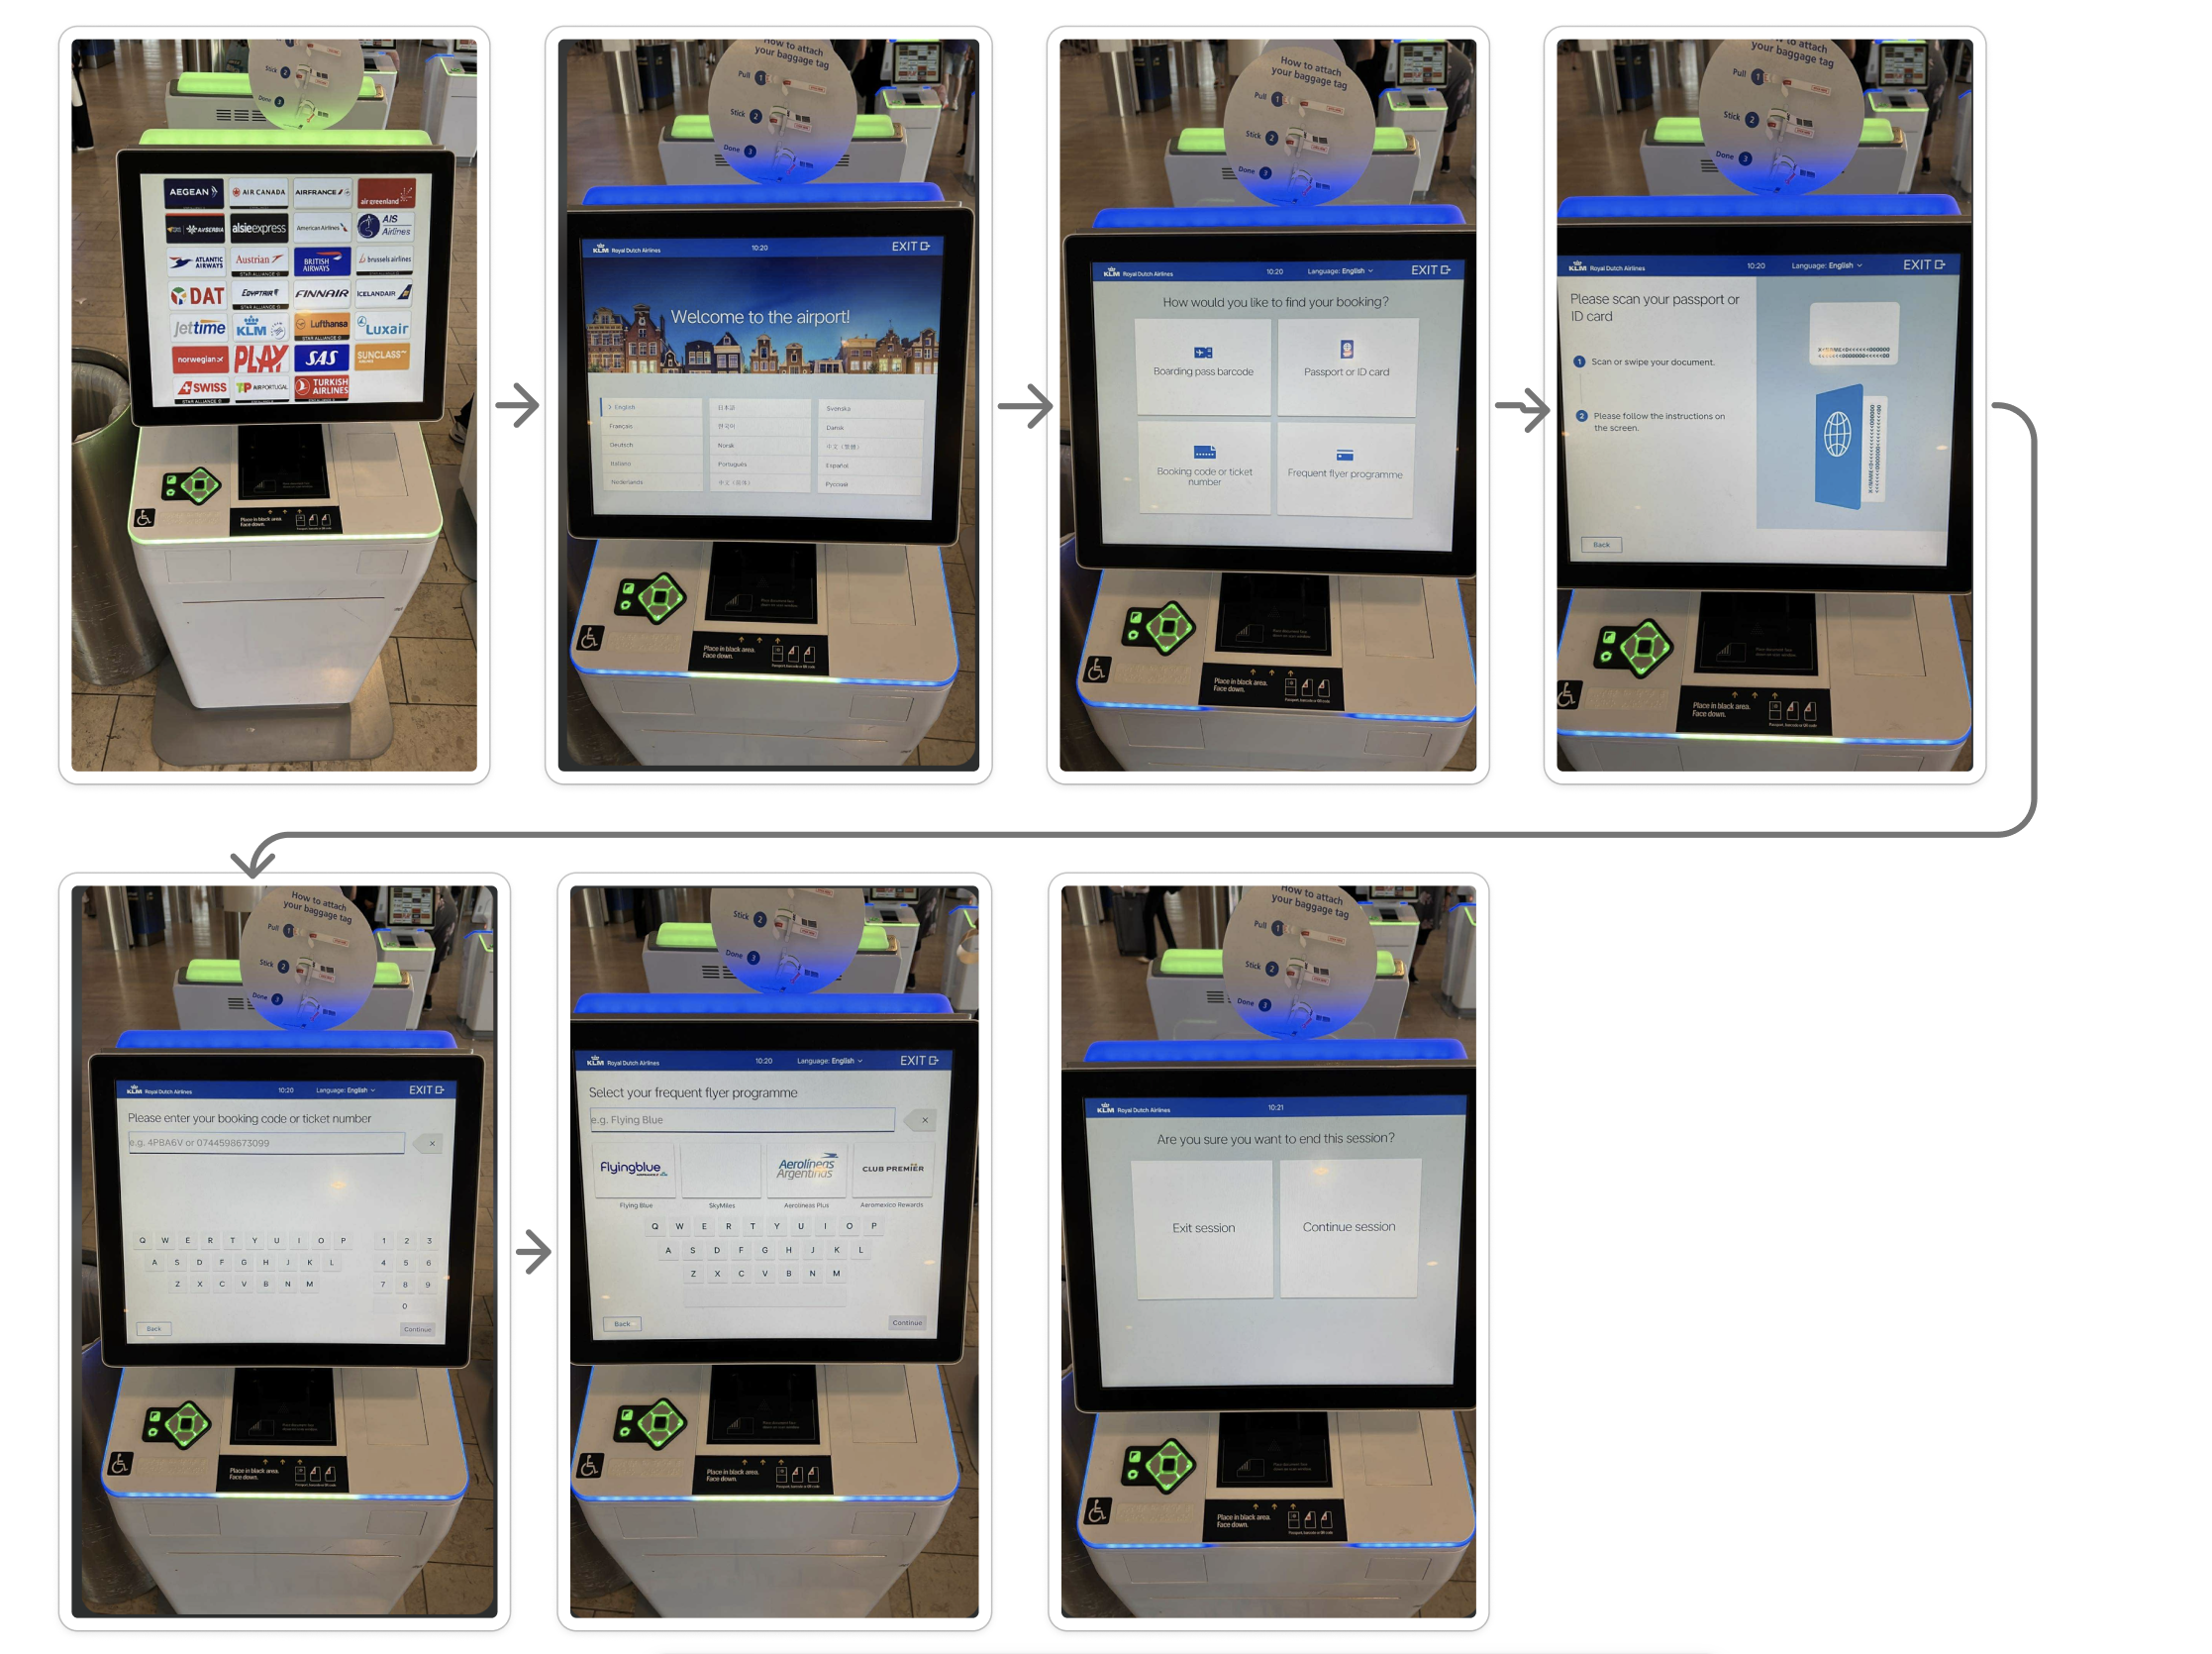 Stick 2
Done 3
AEGEAN
AIR CANADA
AIRFRANCE
air greenland
AIRSERBIA
alsieexpress
American Airlines
AIS Airlines
ATLANTIC AIRWAYS
Austrian
STAR ALLIANCE
BRITISH AIRWAYS
brussels airlines
DAT
EGYPTAIR
STAR ALLIANCE
FINNAIR
ICELANDAIR
jettime
KLM
Lufthansa
Luxair
norwegian
PLAY
SAS
SUNCLASS
AIRLINES
SWISS
STAR ALLIANCE
TP AIR PORTUGAL
TURKISH AIRLINES
Place in black area.
Face down.
How to attach
your baggage tag
Pull 1
Stick 2
Done 3
KLM Royal Dutch Airlines
10:20
EXIT
Welcome to the airport!
English
Français
Deutsch
Italiano
Nederlands
日本語
한국어
Norsk
Português
中文 (简体)
Svenska
Dansk
中文 (繁體)
Español
Русский
Place in black area.
Face down.
How to attach
your baggage tag
Pull 1
Stick 2
Done 3
KLM Royal Dutch Airlines
10:20
Language: English
EXIT
How would you like to find your booking?
Boarding pass barcode
Passport or ID card
Booking code or ticket
number
Frequent flyer programme
Place in black area.
Face down.
How to attach
your baggage tag
Pull 1
Stick 2
Done 3
KLM Royal Dutch Airlines
10:20
Language: English
EXIT
Please scan your passport or
ID card
1 Scan or swipe your document.
2 Please follow the instructions on
the screen.
Back
Place in black area.
Face down.
How to attach
your baggage tag
Pull 1
Stick 2
Done 3
KLM Royal Dutch Airlines
10:20
Language: English
EXIT
Please enter your booking code or ticket number
e.g. 4P8A6V or 0744598673099
Q W E R T Y U I O P 1 2 3
A S D F G H J K L 4 5 6
Z X C V B N M 7 8 9
0
Back
Continue
Place in black area.
Face down.
Stick 2
Done 3
KLM Royal Dutch Airlines
10:20
Language: English
EXIT
Select your frequent flyer programme
e.g. Flying Blue
Flyingblue
Aerolíneas Argentinas
CLUB PREMIER
Flying Blue
SkyMiles
Aerolineas Plus
Aeromexico Rewards
Q W E R T Y U I O P
A S D F G H J K L
Z X C V B N M
Back
Continue
Place in black area.
Face down.
How to attach
your baggage tag
Pull 1
Stick 2
Done 3
KLM Royal Dutch Airlines
10:21
Are you sure you want to end this session?
Exit session
Continue session
Place in black area.
Face down.